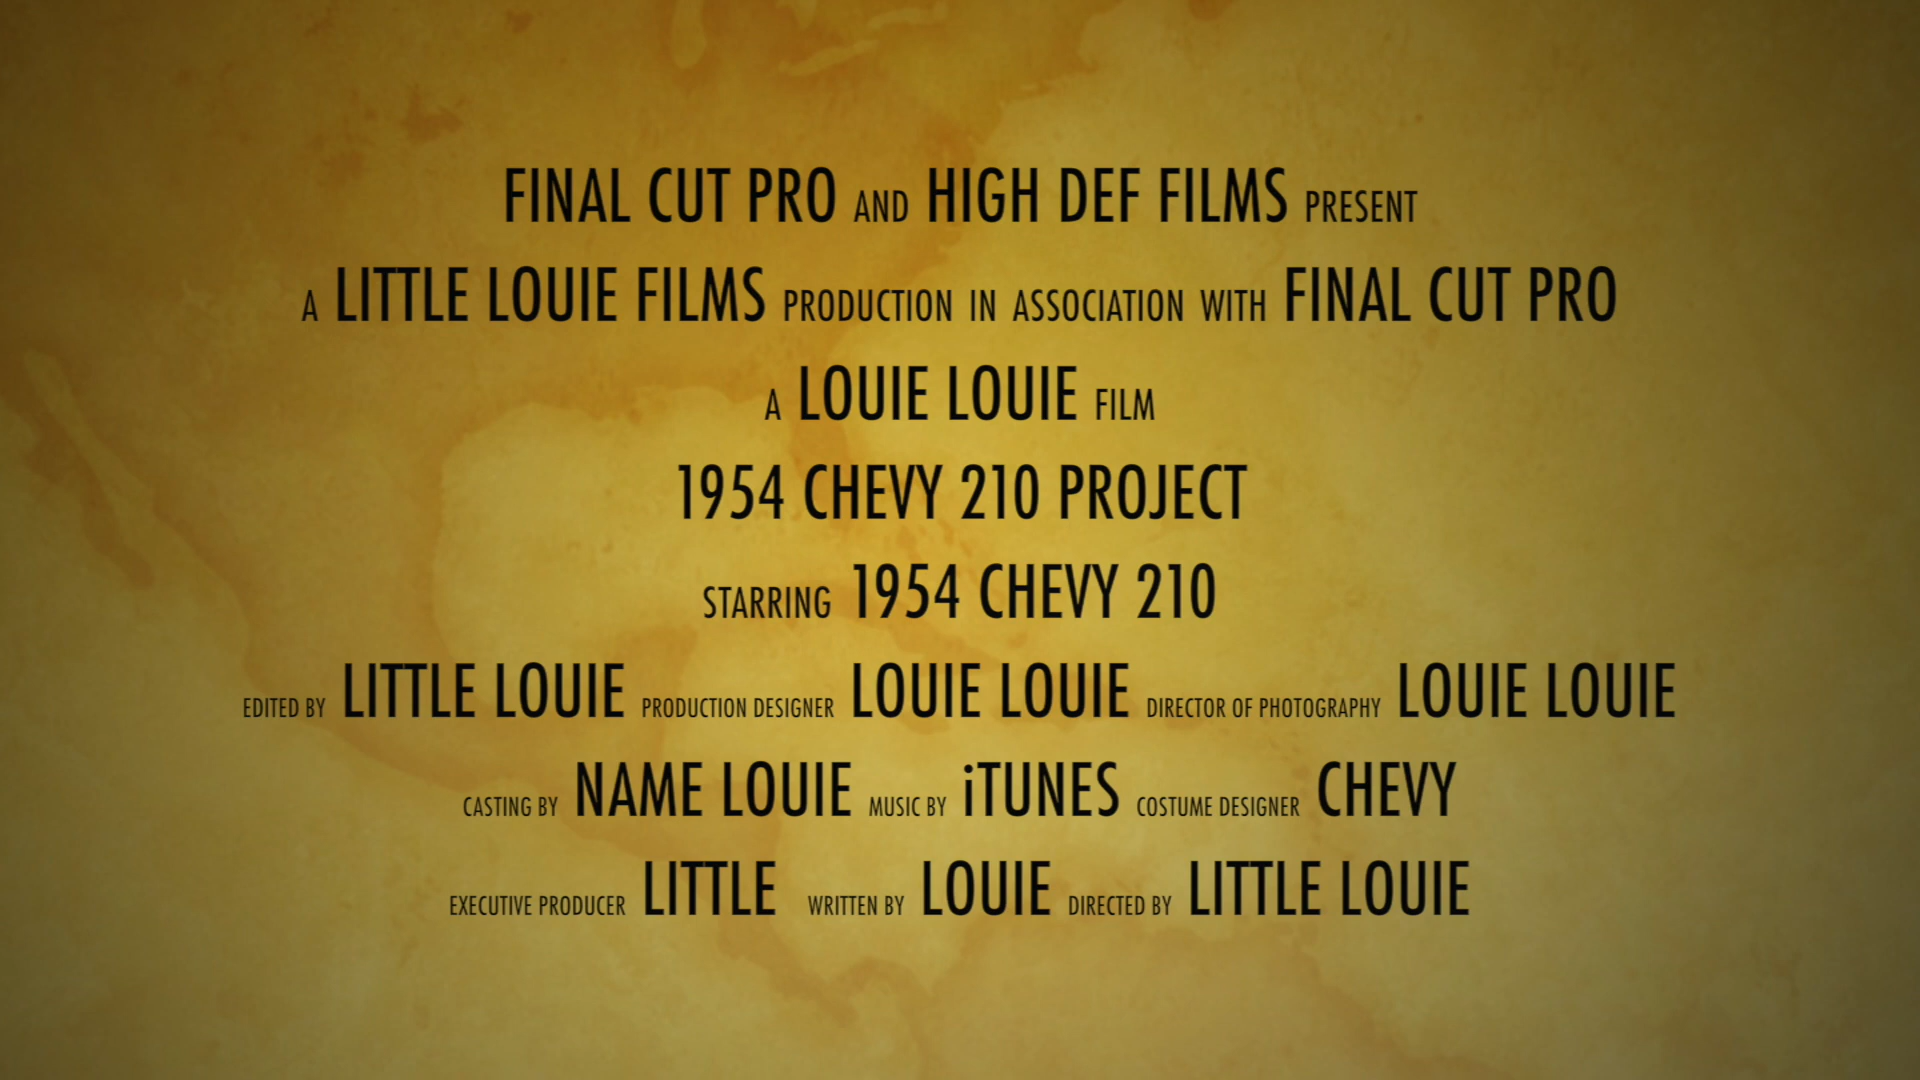 FINAL CUT PRO AND HIGH DEF FILMS PRESENT
A LITTLE LOUIE FILMS PRODUCTION IN ASSOCIATION WITH FINAL CUT PRO
A LOUIE LOUIE FILM
1954 CHEVY 210 PROJECT
STARRING 1954 CHEVY 210
EDITED BY LITTLE LOUIE PRODUCTION DESIGNER LOUIE LOUIE DIRECTOR OF PHOTOGRAPHY LOUIE LOUIE
CASTING BY NAME LOUIE MUSIC BY iTUNES COSTUME DESIGNER CHEVY
EXECUTIVE PRODUCER LITTLE WRITTEN BY LOUIE DIRECTED BY LITTLE LOUIE